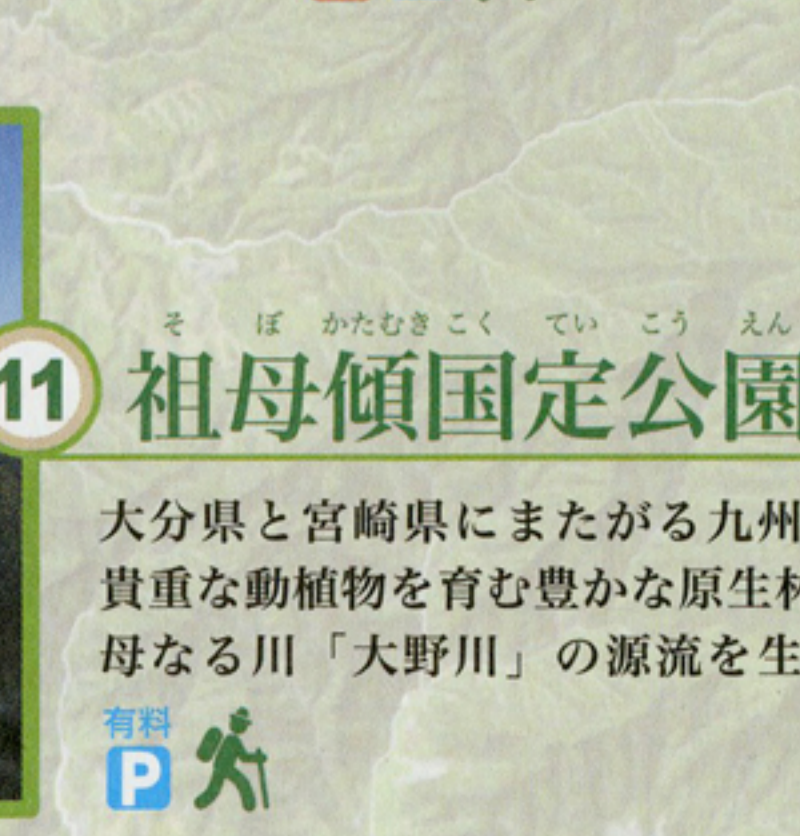 そ ぼ かたむき こく てい こう えん
11 祖母傾国定公園
大分県と宮崎県にまたがる九州
貴重な動植物を育む豊かな原生林
母なる川「大野川」の源流を生
有料
P